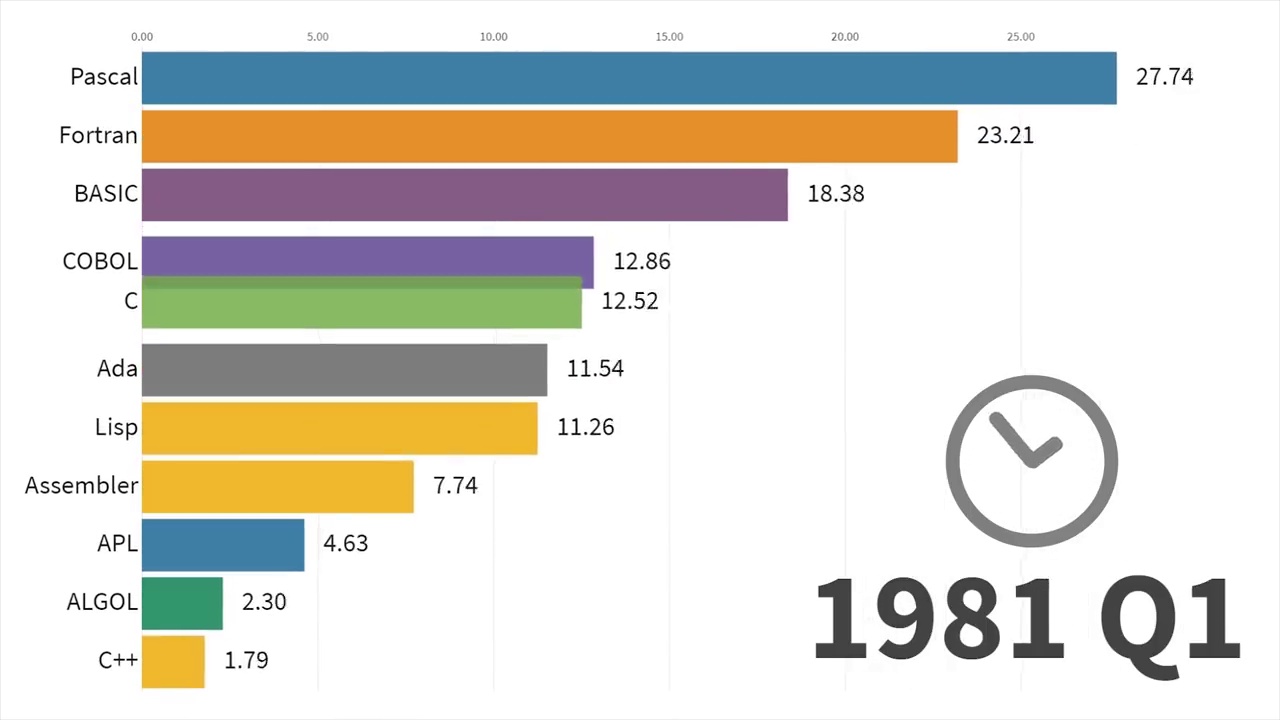 0.00 5.00 10.00 15.00 20.00 25.00
Pascal 27.74
Fortran 23.21
BASIC 18.38
COBOL 12.86
C 12.52
Ada 11.54
Lisp 11.26
Assembler 7.74
APL 4.63
ALGOL 2.30
C++ 1.79
1981 Q1